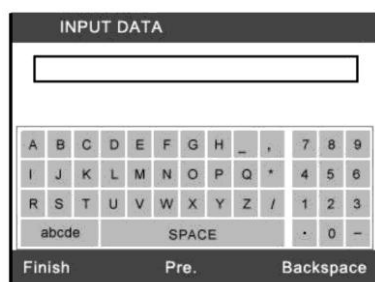 INPUT DATA
A B C D E F G H _ , 7 8 9
I J K L M N O P Q * 4 5 6
R S T U V W X Y Z / 1 2 3
abcde SPACE . 0 –
Finish Pre. Backspace